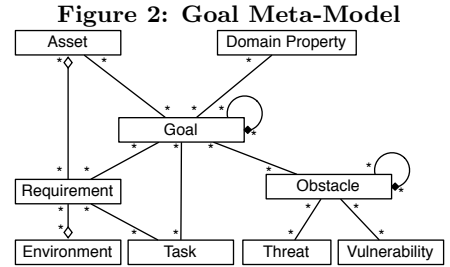 Figure 2: Goal Meta-Model
Asset
Domain Property
* * *
* * *
Goal
*
* * *
* * * *
Requirement
Obstacle
*
* * * *
* * * *
Environment
Task
Threat
Vulnerability